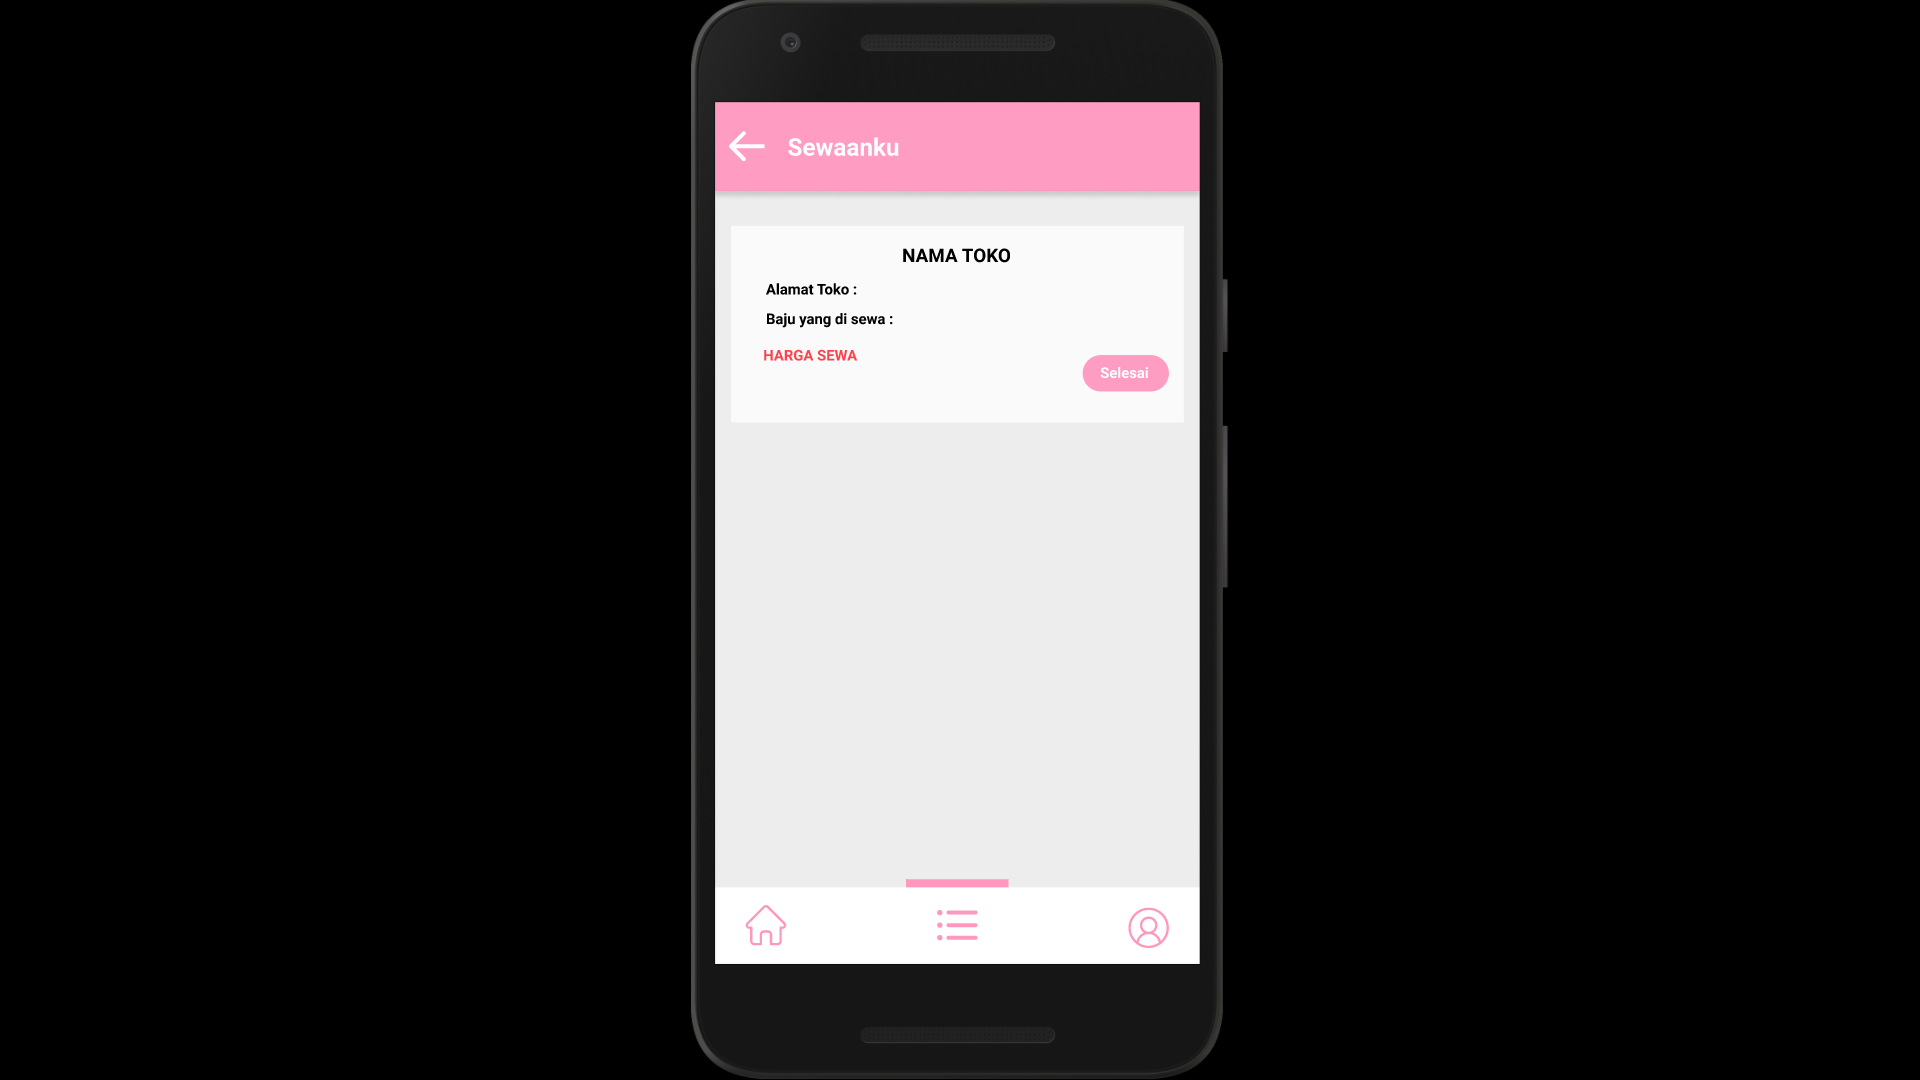 Sewaanku
NAMA TOKO
Alamat Toko :
Baju yang di sewa :
HARGA SEWA
Selesai